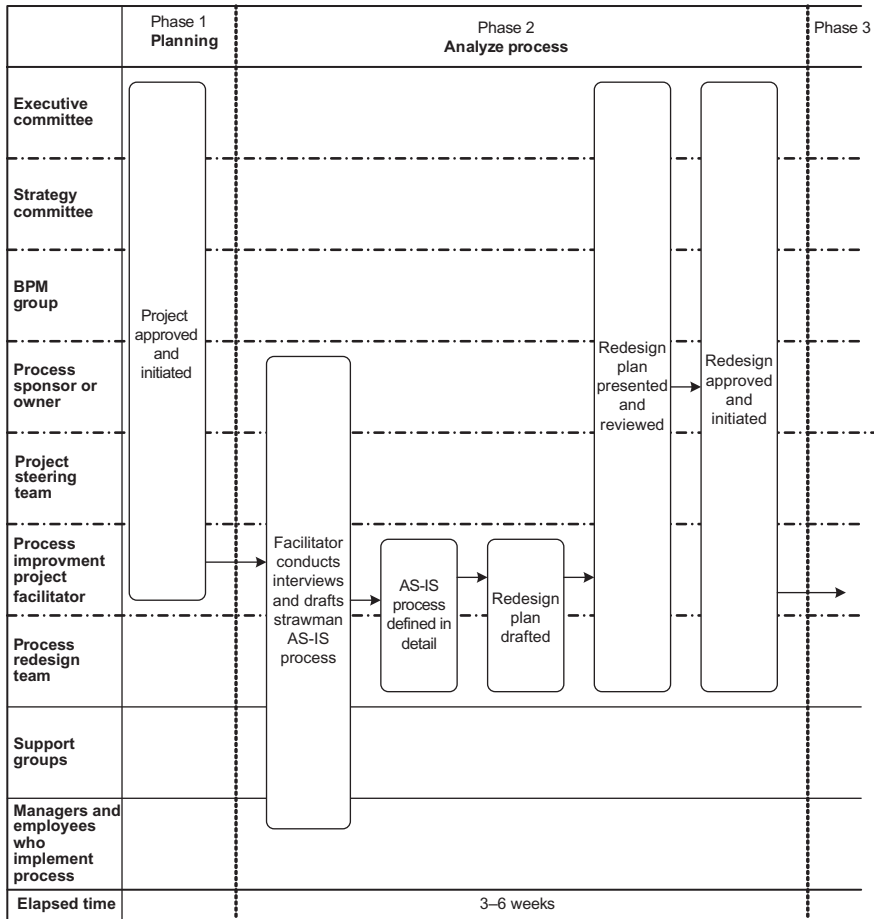 Phase 1
Planning
Phase 2
Analyze process
Phase 3
Executive
committee
Strategy
committee
BPM
group
Process
sponsor or
owner
Project
steering
team
Process
improvment
project
facilitator
Process
redesign
team
Support
groups
Managers and
employees
who
implement
process
Elapsed time
Project
approved
and
initiated
Facilitator
conducts
interviews
and drafts
strawman
AS-IS
process
AS-IS
process
defined in
detail
Redesign
plan
drafted
Redesign
plan
presented
and
reviewed
Redesign
approved
and
initiated
3–6 weeks